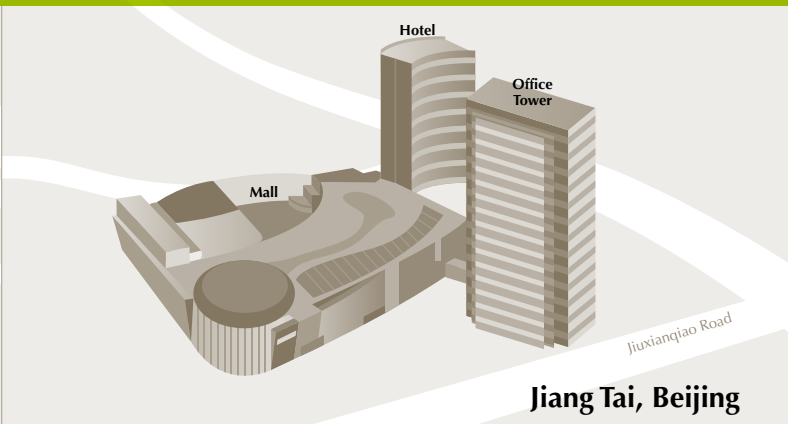 Hotel
Office
Tower
Mall
Jiuxianqiao Road
Jiang Tai, Beijing